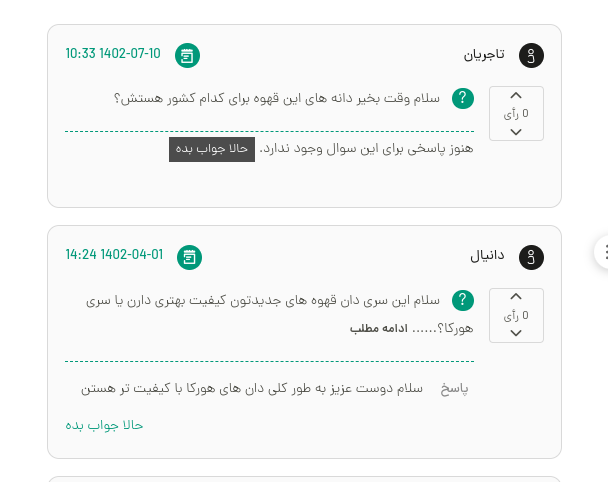 تاجریان
1402-07-10 10:33
0 رأی
? سلام وقت بخیر دانه های این قهوه برای کدام کشور هستش؟
هنوز پاسخی برای این سوال وجود ندارد. حالا جواب بده
دانیال
1402-04-01 14:24
0 رأی
? سلام این سری دان قهوه های جدیدتون کیفیت بهتری دارن یا سری
هورکا؟...... ادامه مطلب
پاسخ سلام دوست عزیز به طور کلی دان های هورکا با کیفیت تر هستن
حالا جواب بده